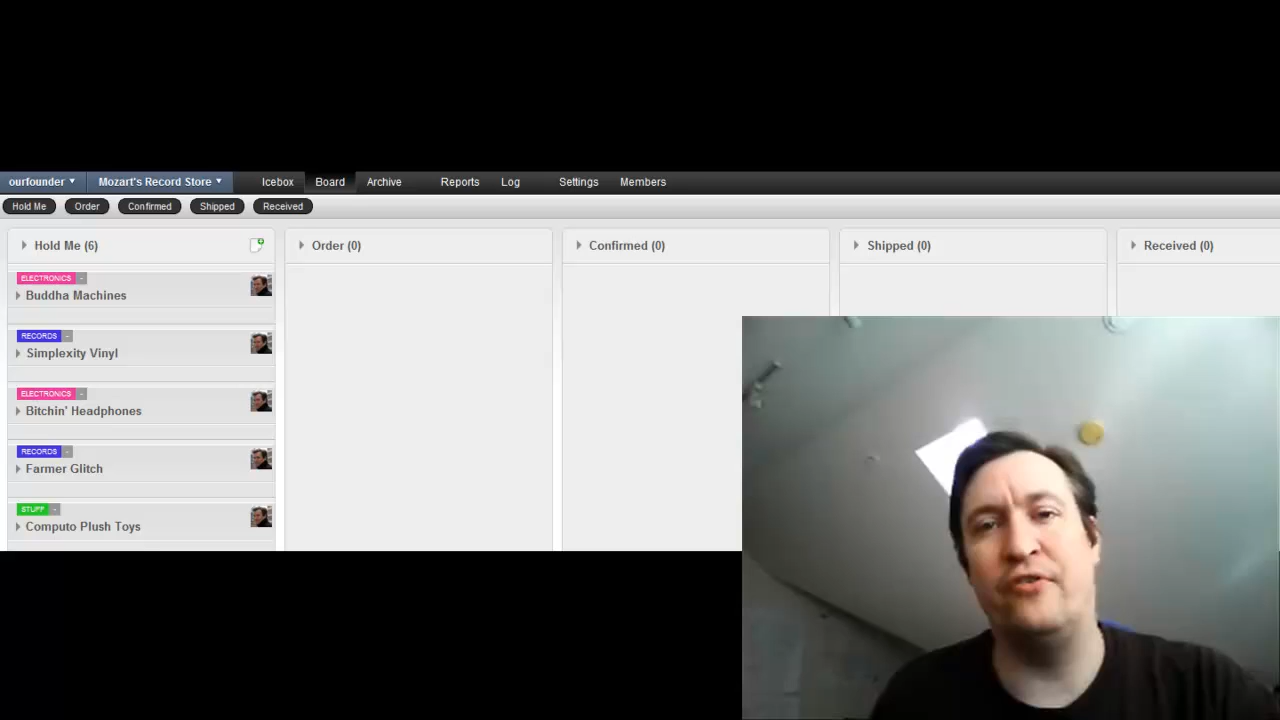 ourfounder Mozart's Record Store Icebox Board Archive Reports Log Settings Members
Hold Me Order Confirmed Shipped Received
Hold Me (6) Order (0) Confirmed (0) Shipped (0) Received (0)
ELECTRONICS -
Buddha Machines
RECORDS -
Simplexity Vinyl
ELECTRONICS -
Bitchin' Headphones
RECORDS -
Farmer Glitch
STUFF -
Computo Plush Toys